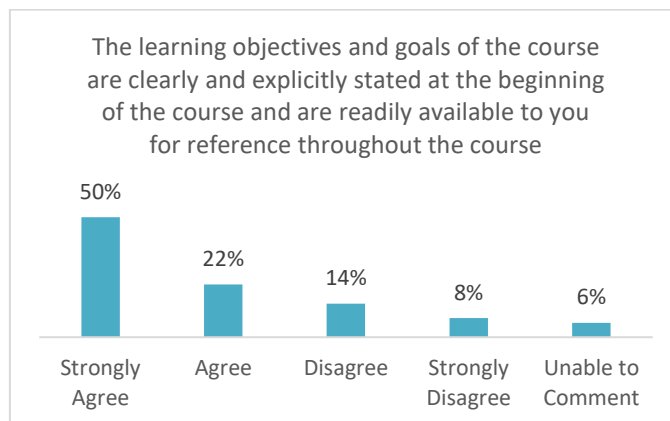 The learning objectives and goals of the course
are clearly and explicitly stated at the beginning
of the course and are readily available to you
for reference throughout the course
50%
22%
14%
8%
6%
Strongly
Agree
Agree
Disagree
Strongly
Disagree
Unable to
Comment